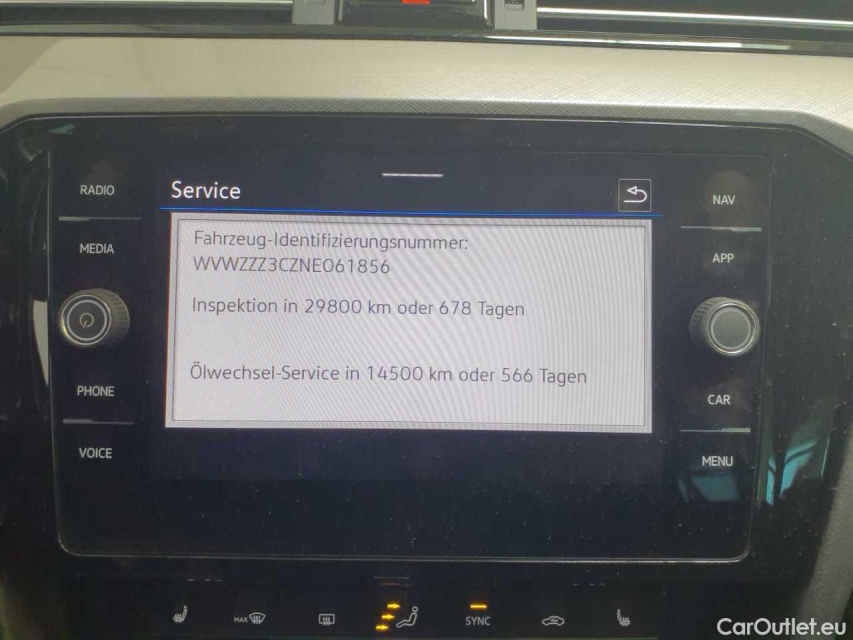 Service
RADIO
MEDIA
PHONE
VOICE
Fahrzeug-Identifizierungsnummer:
WVWZZZ3CZNE061856
Inspektion in 29800 km oder 678 Tagen
Ölwechsel-Service in 14500 km oder 566 Tagen
NAV
APP
CAR
MENU
MAX
SYNC
CarOutlet.eu